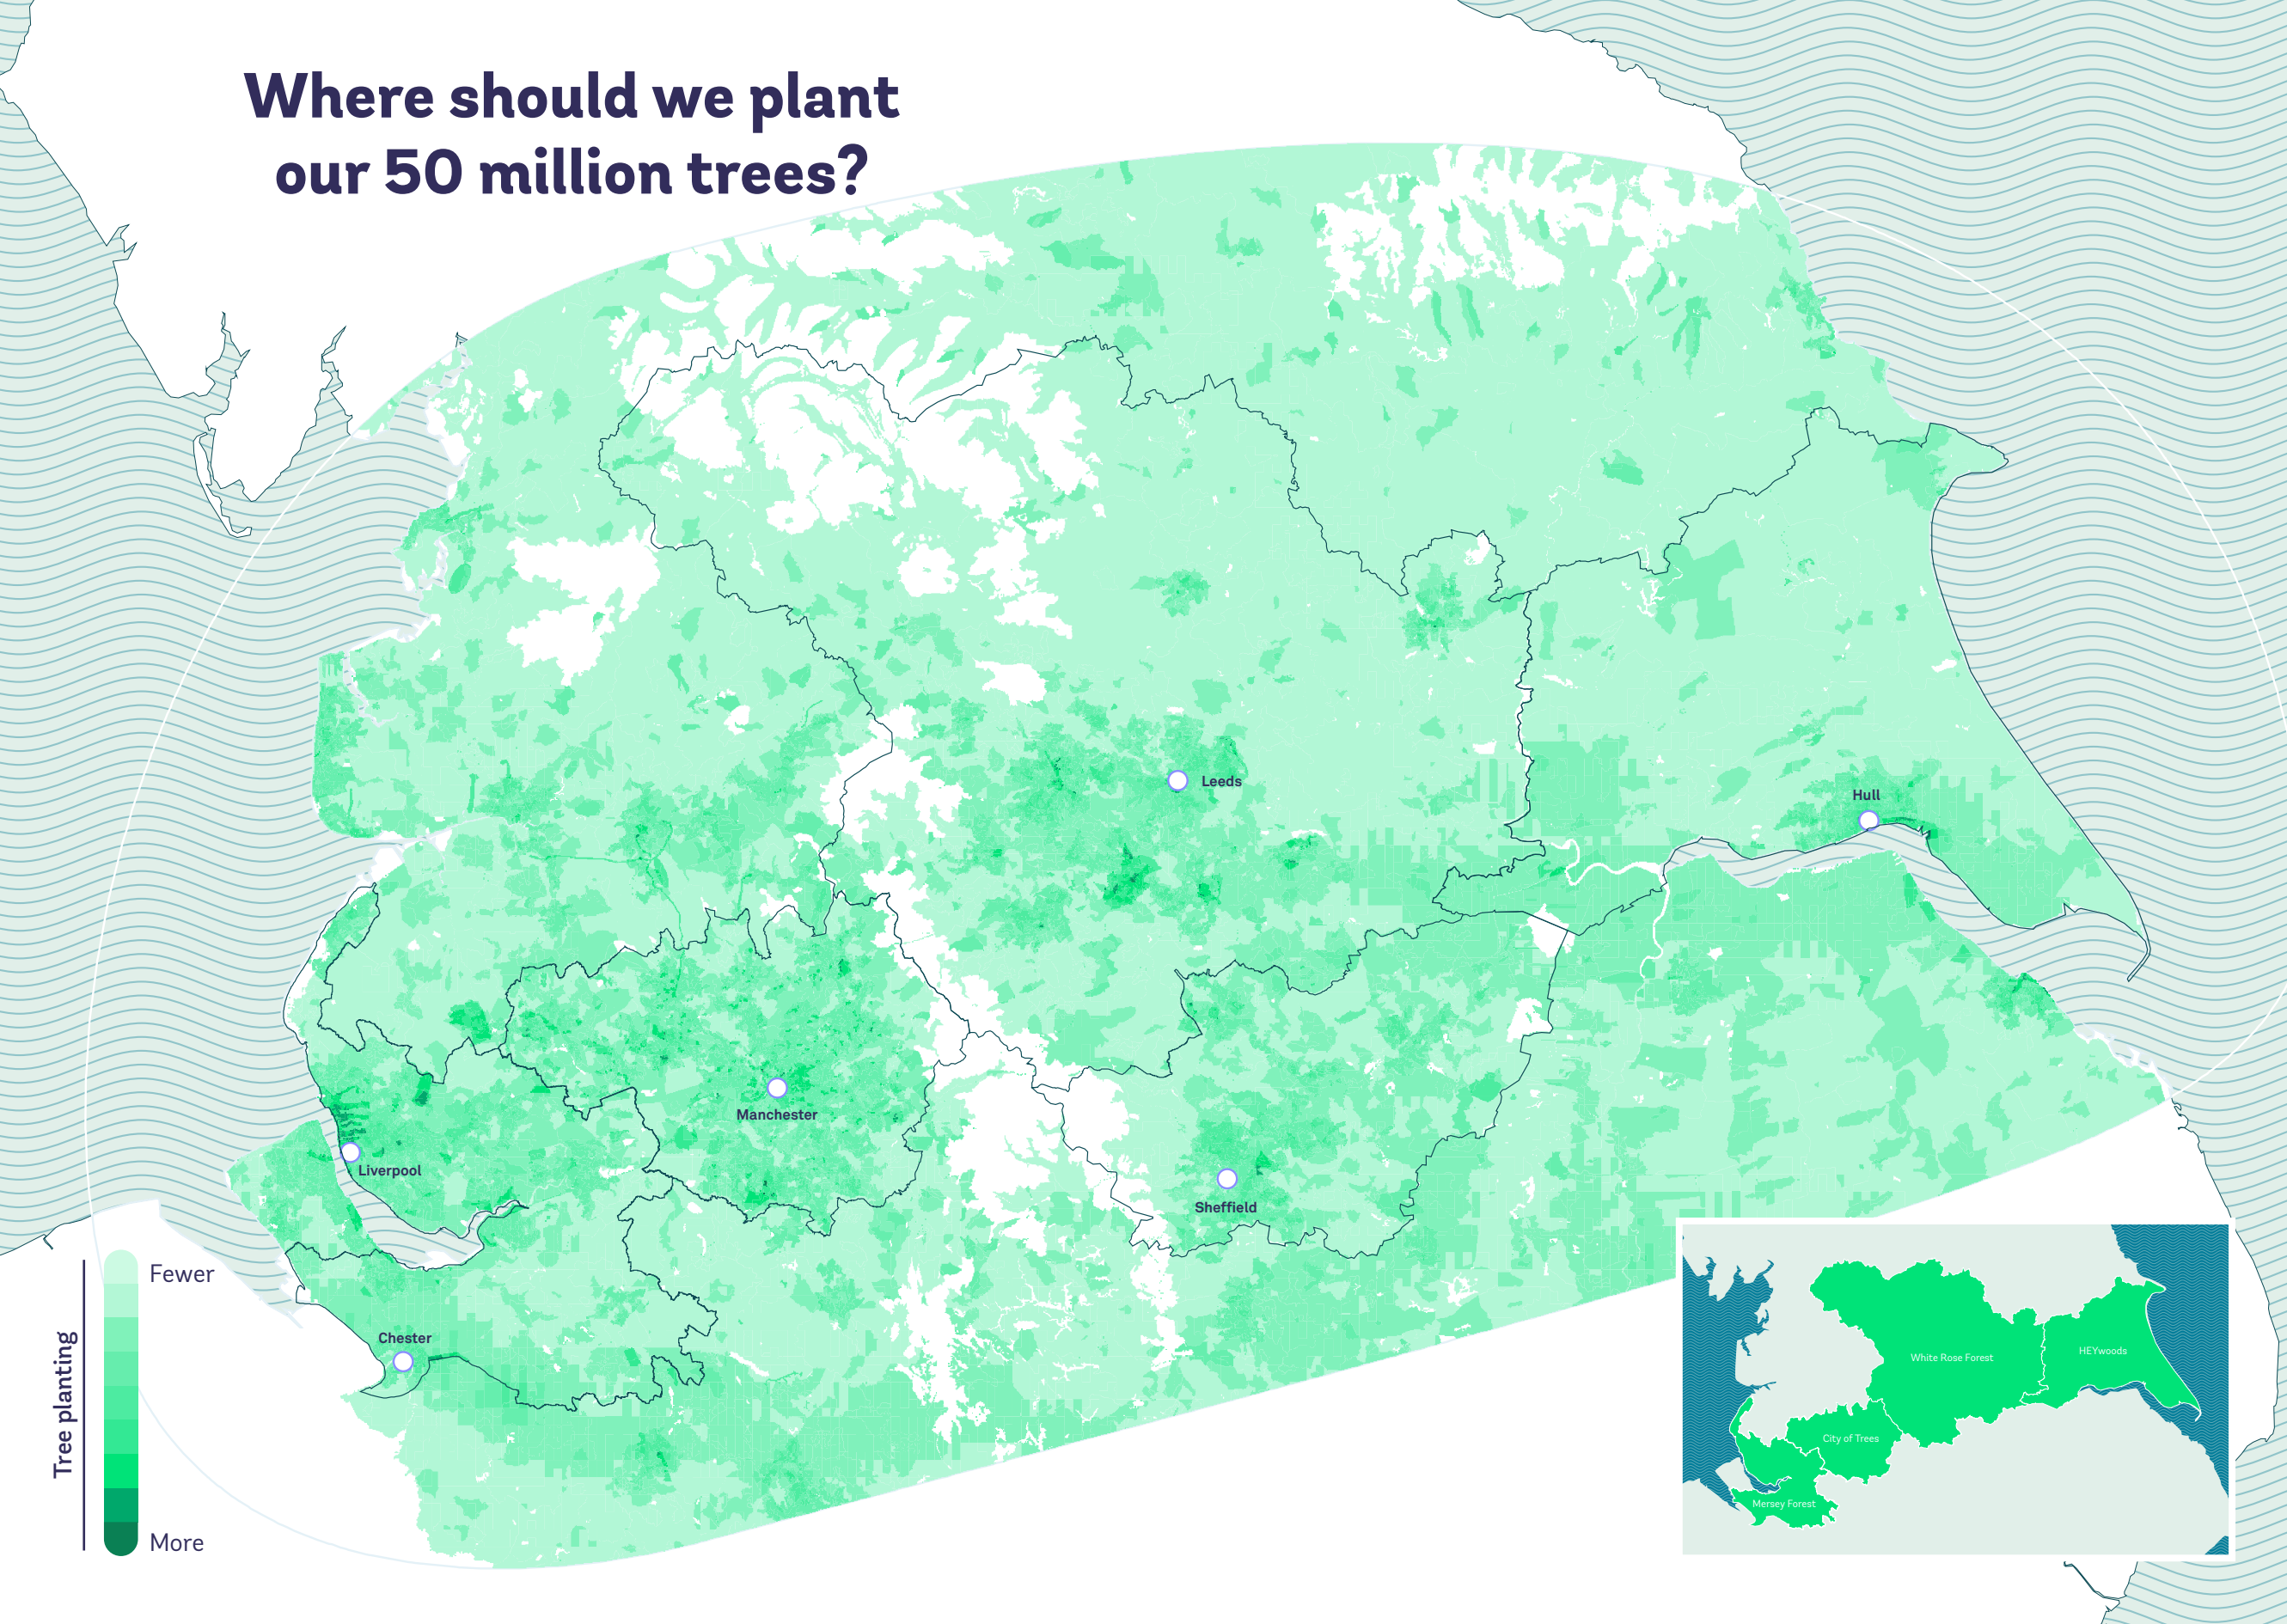 Where should we plant
our 50 million trees?
Leeds
Hull
Manchester
Liverpool
Sheffield
Chester
Tree planting
Fewer
More
White Rose Forest
HEYwoods
City of Trees
Mersey Forest